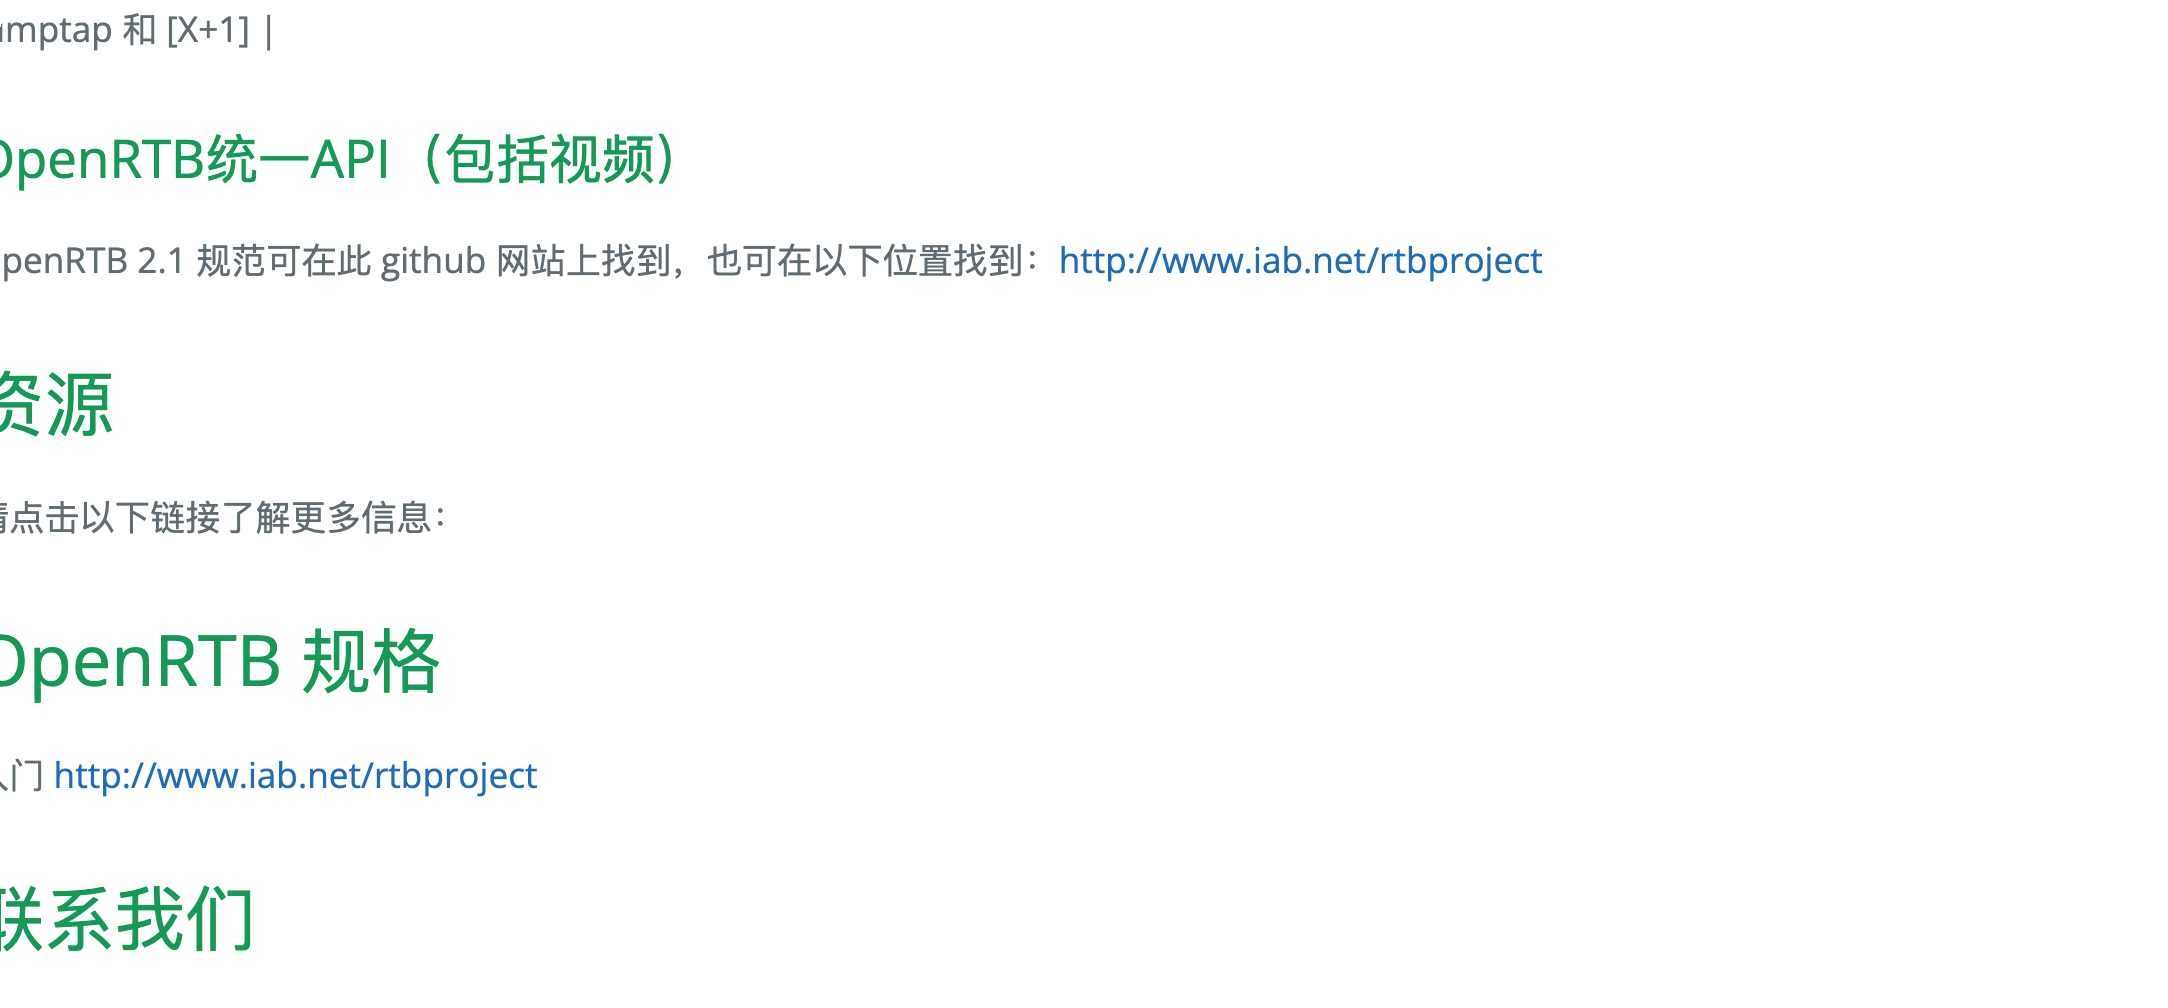 umptap 和 [X+1] |
OpenRTB统一API（包括视频）
penRTB 2.1 规范可在此 github 网站上找到，也可在以下位置找到：http://www.iab.net/rtbproject
资源
请点击以下链接了解更多信息：
OpenRTB 规格
入门 http://www.iab.net/rtbproject
联系我们